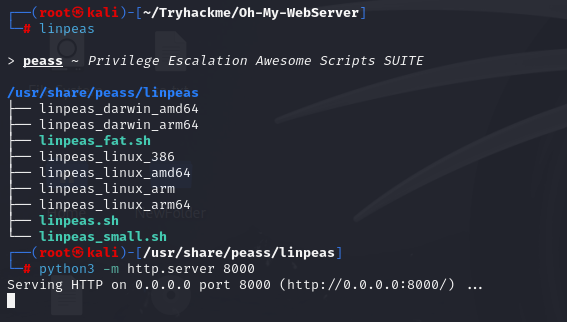 ┌──(root㉿kali)-[~/Tryhackme/Oh-My-WebServer]
└─# linpeas
> peass ~ Privilege Escalation Awesome Scripts SUITE
/usr/share/peass/linpeas
├── linpeas_darwin_amd64
├── linpeas_darwin_arm64
├── linpeas_fat.sh
├── linpeas_linux_386
├── linpeas_linux_amd64
├── linpeas_linux_arm
├── linpeas_linux_arm64
├── linpeas.sh
└── linpeas_small.sh
┌──(root㉿kali)-[/usr/share/peass/linpeas]
└─# python3 -m http.server 8000
Serving HTTP on 0.0.0.0 port 8000 (http://0.0.0.0:8000/) ...
New Folder